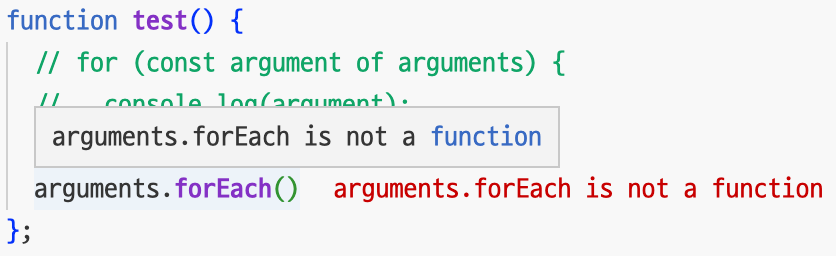 function test() {
// for (const argument of arguments) {
//   console.log(argument);
arguments.forEach is not a function
arguments.forEach()  arguments.forEach is not a function
};